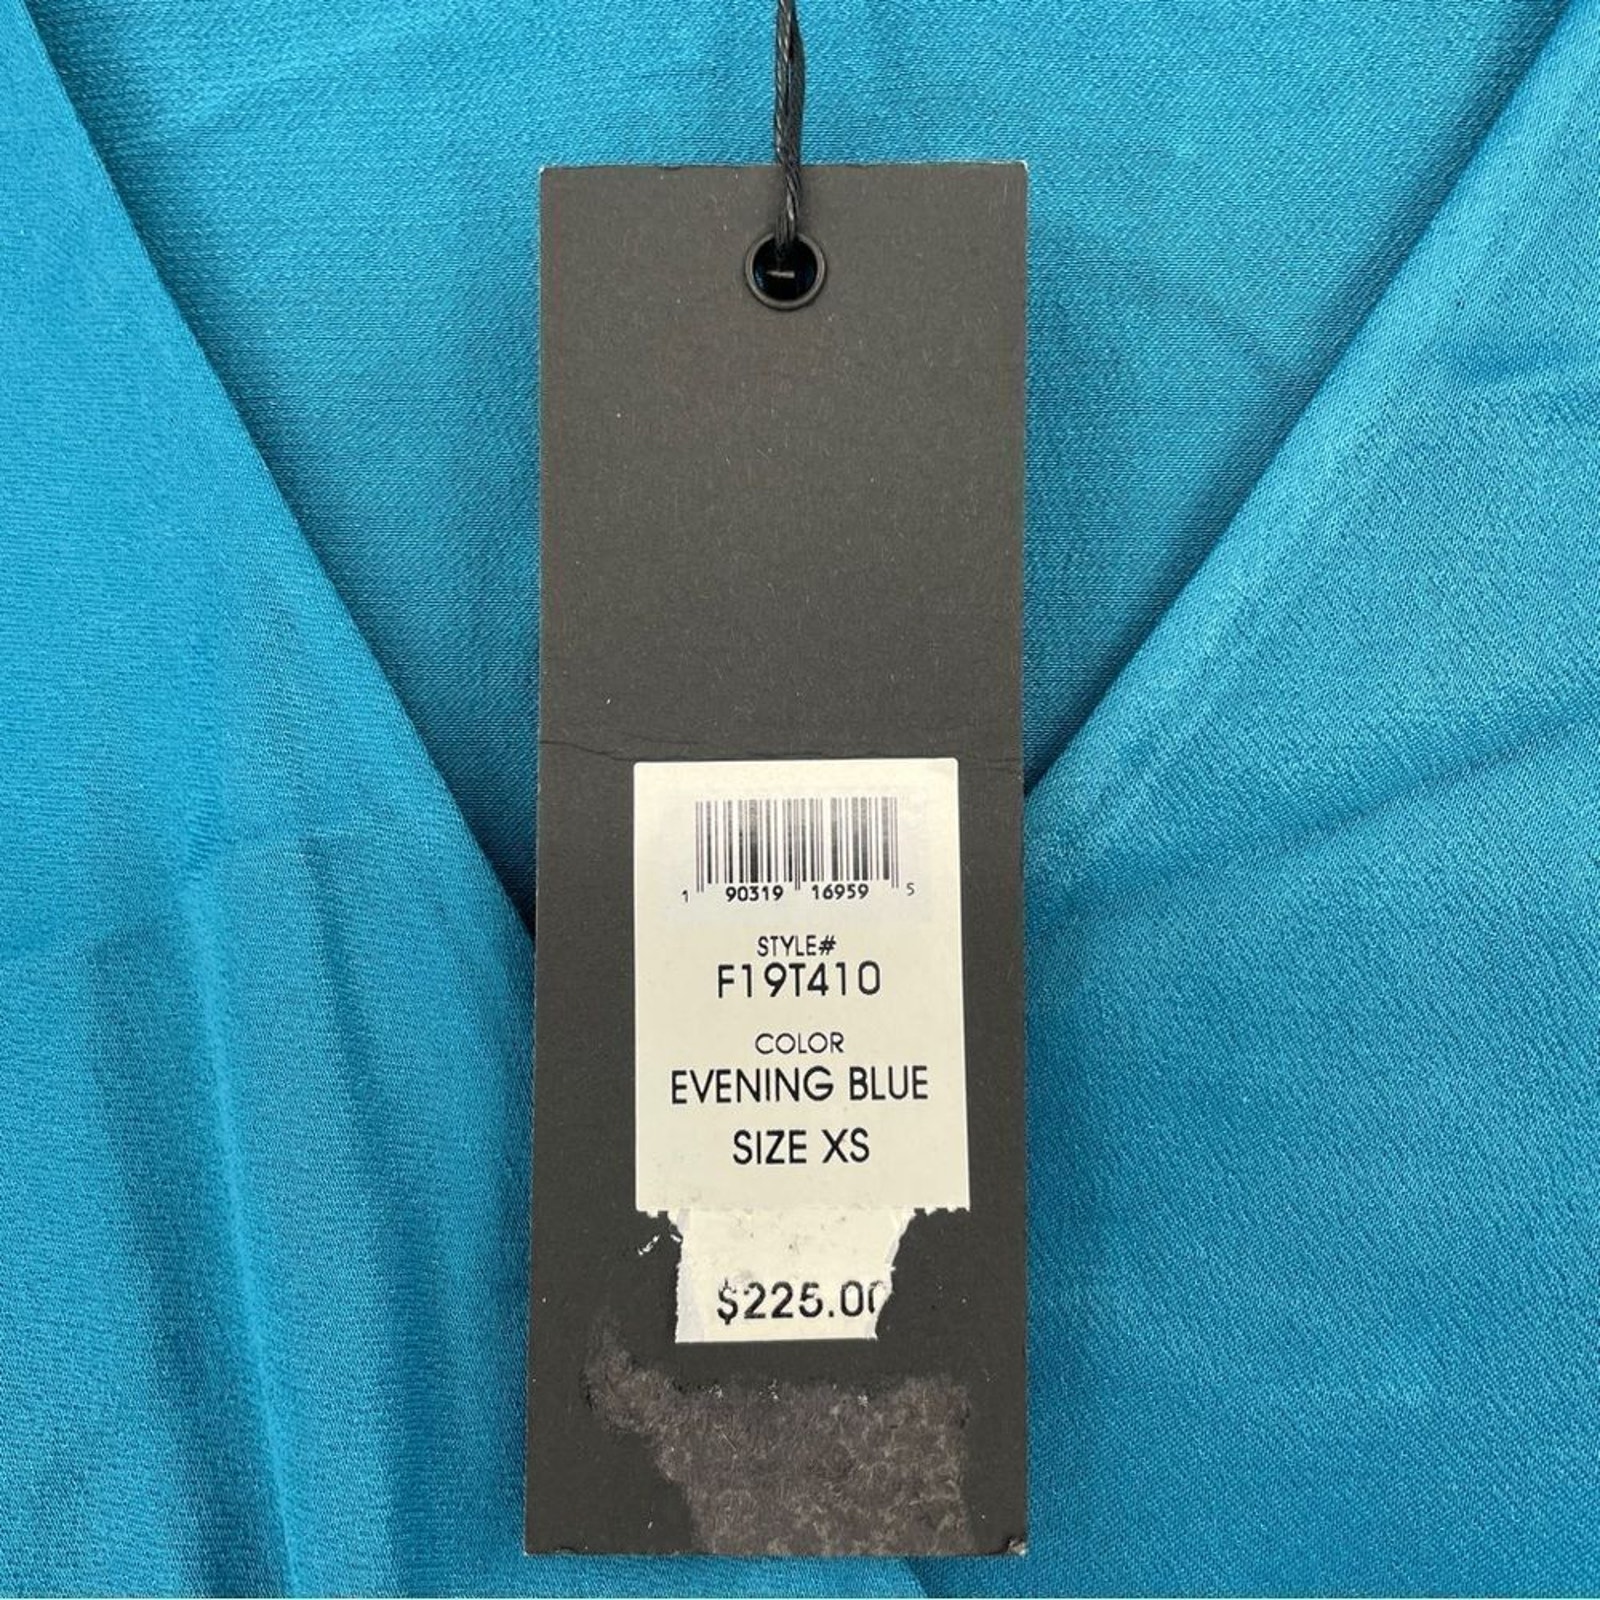 1 90319 16959 5
STYLE#
F19T410
COLOR
EVENING BLUE
SIZE XS
$225.00